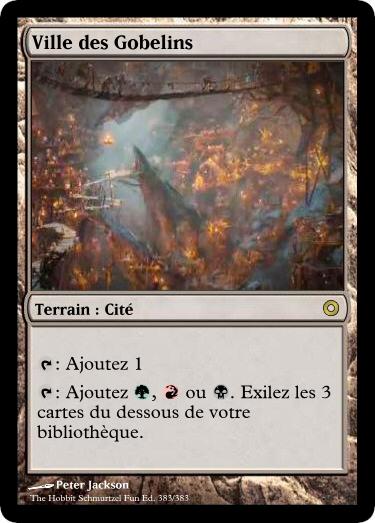 Ville des Gobelins
Terrain : Cité
: Ajoutez 1
: Ajoutez , ou . Exilez les 3
cartes du dessous de votre
bibliothèque.
Peter Jackson
The Hobbit Schmurtzel Fun Ed. 383/383